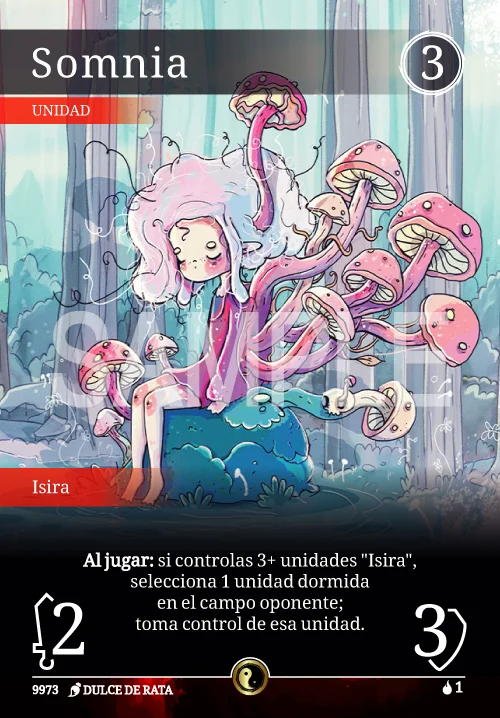 Somnia
3
UNIDAD
SAMPLE
Isira
Al jugar: si controlas 3+ unidades "Isira",
selecciona 1 unidad dormida
en el campo oponente;
toma control de esa unidad.
2
3
9973 DULCE DE RATA
1